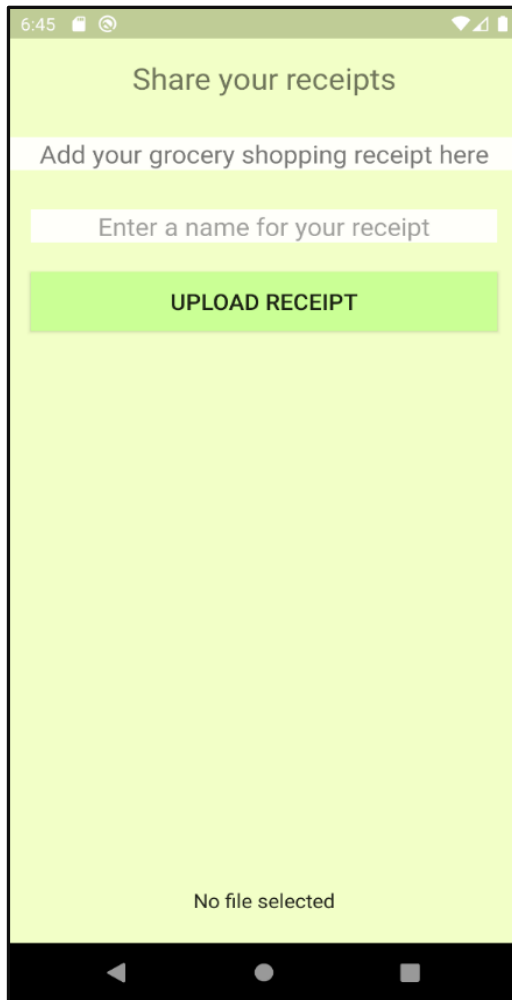 6:45
Share your receipts
Add your grocery shopping receipt here
Enter a name for your receipt
UPLOAD RECEIPT
No file selected